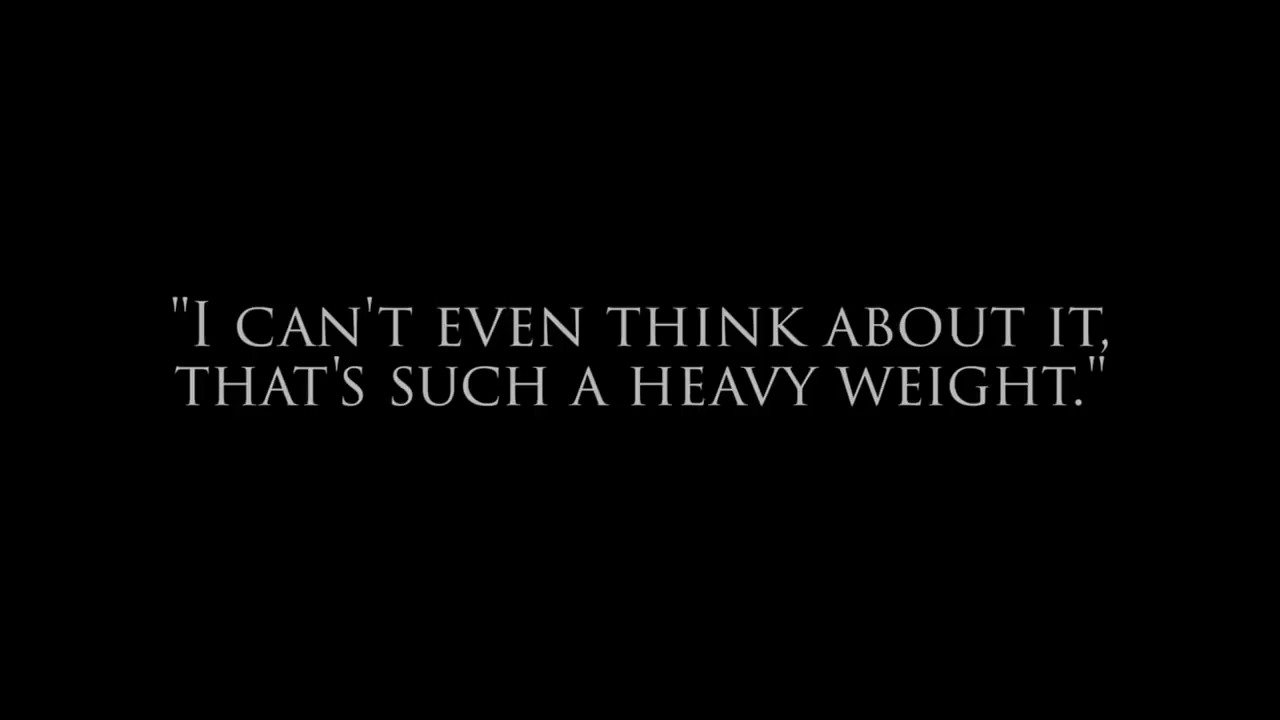 "I CAN'T EVEN THINK ABOUT IT,
THAT'S SUCH A HEAVY WEIGHT."